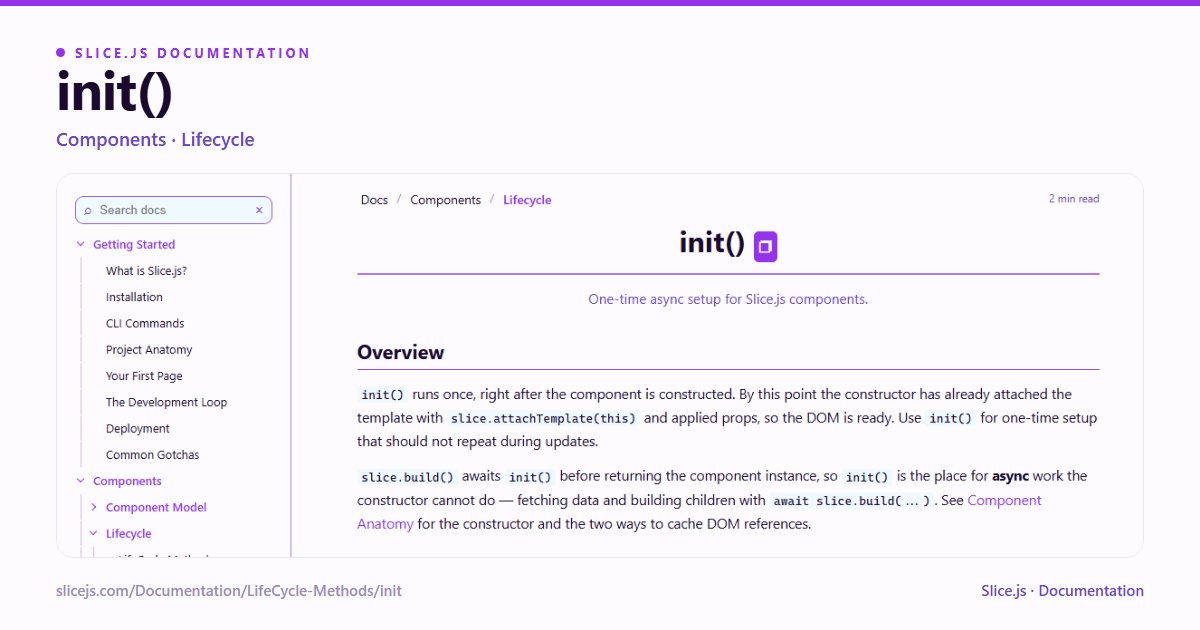 SLICE.JS DOCUMENTATION
init()
Components · Lifecycle
Search docs
Getting Started
What is Slice.js?
Installation
CLI Commands
Project Anatomy
Your First Page
The Development Loop
Deployment
Common Gotchas
Components
Component Model
Lifecycle
Docs / Components / Lifecycle
2 min read
init()
One-time async setup for Slice.js components.
Overview
init() runs once, right after the component is constructed. By this point the constructor has already attached the
template with slice.attachTemplate(this) and applied props, so the DOM is ready. Use init() for one-time setup
that should not repeat during updates.
slice.build() awaits init() before returning the component instance, so init() is the place for async work the
constructor cannot do — fetching data and building children with await slice.build(...). See Component
Anatomy for the constructor and the two ways to cache DOM references.
slicejs.com/Documentation/LifeCycle-Methods/init
Slice.js · Documentation